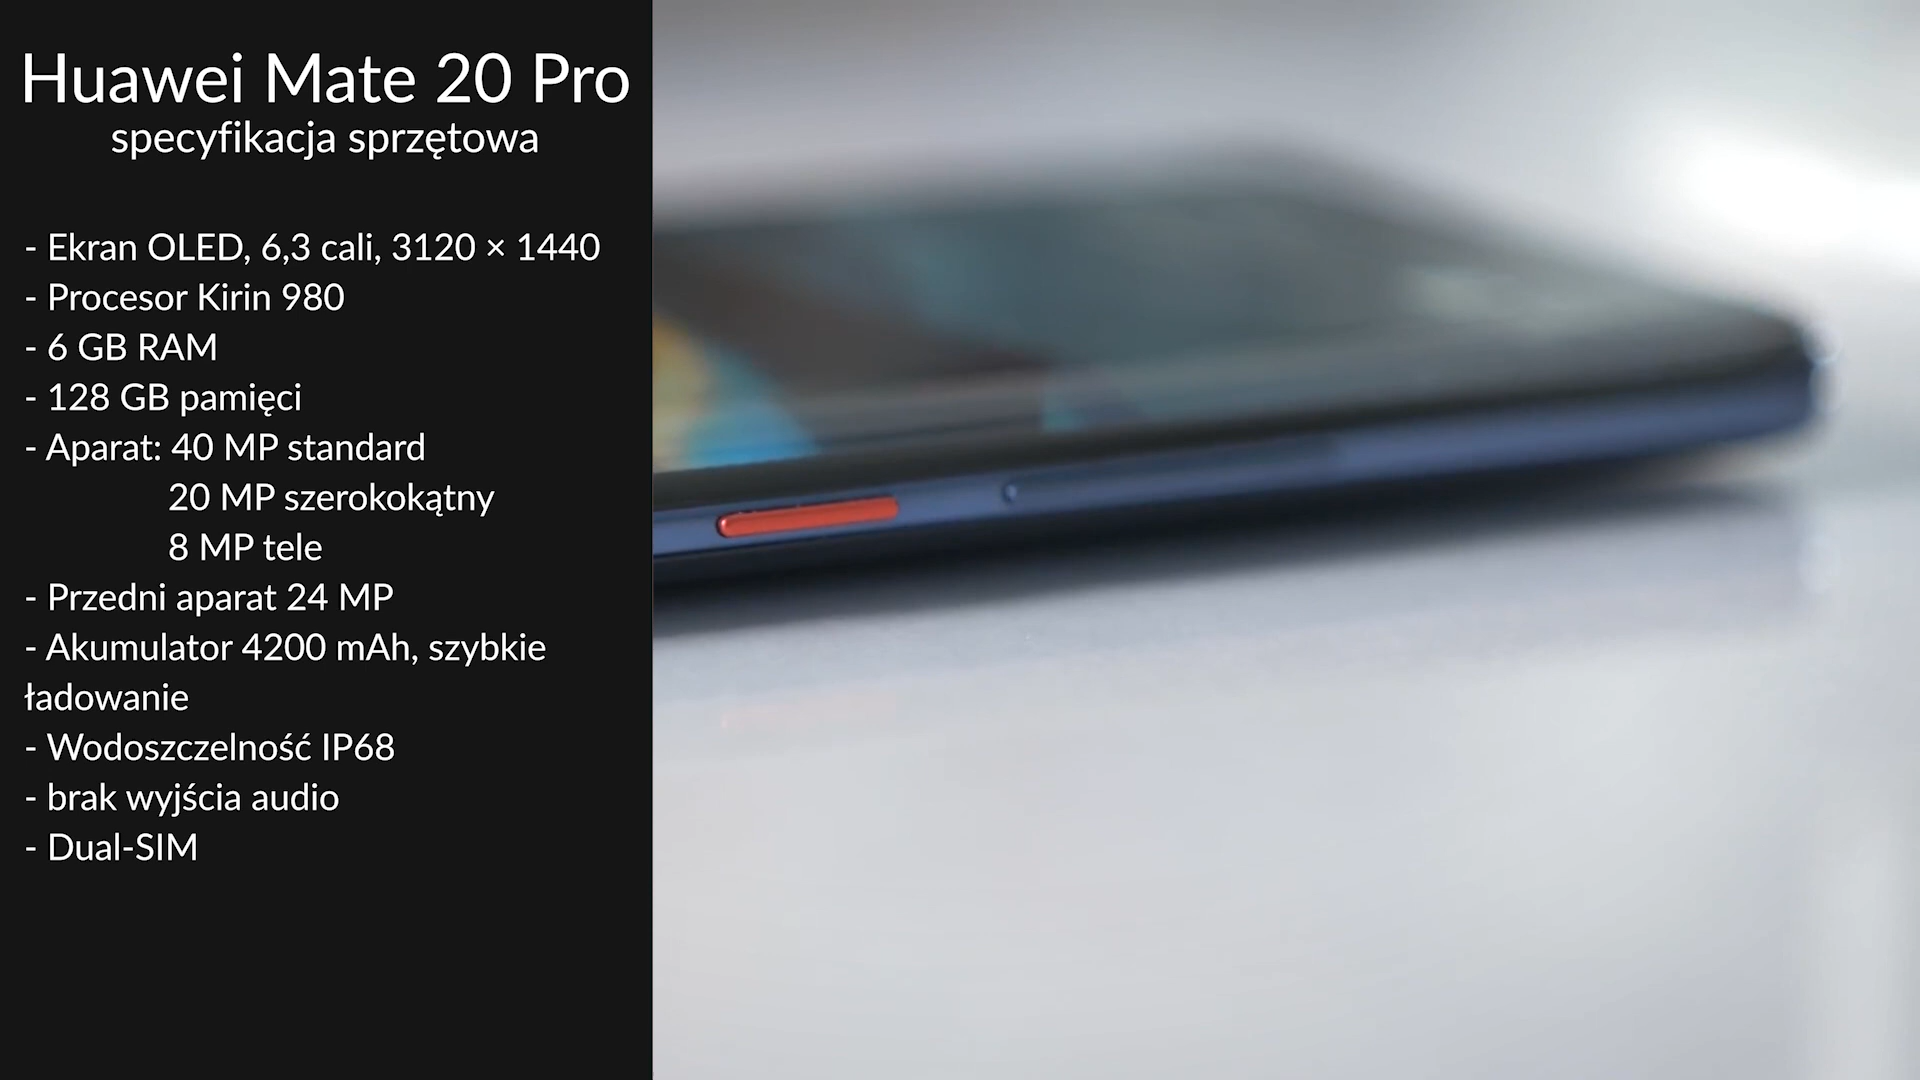 Huawei Mate 20 Pro
specyfikacja sprzętowa
- Ekran OLED, 6,3 cali, 3120 × 1440
- Procesor Kirin 980
- 6 GB RAM
- 128 GB pamięci
- Aparat: 40 MP standard
20 MP szerokokątny
8 MP tele
- Przedni aparat 24 MP
- Akumulator 4200 mAh, szybkie
ładowanie
- Wodoszczelność IP68
- brak wyjścia audio
- Dual-SIM